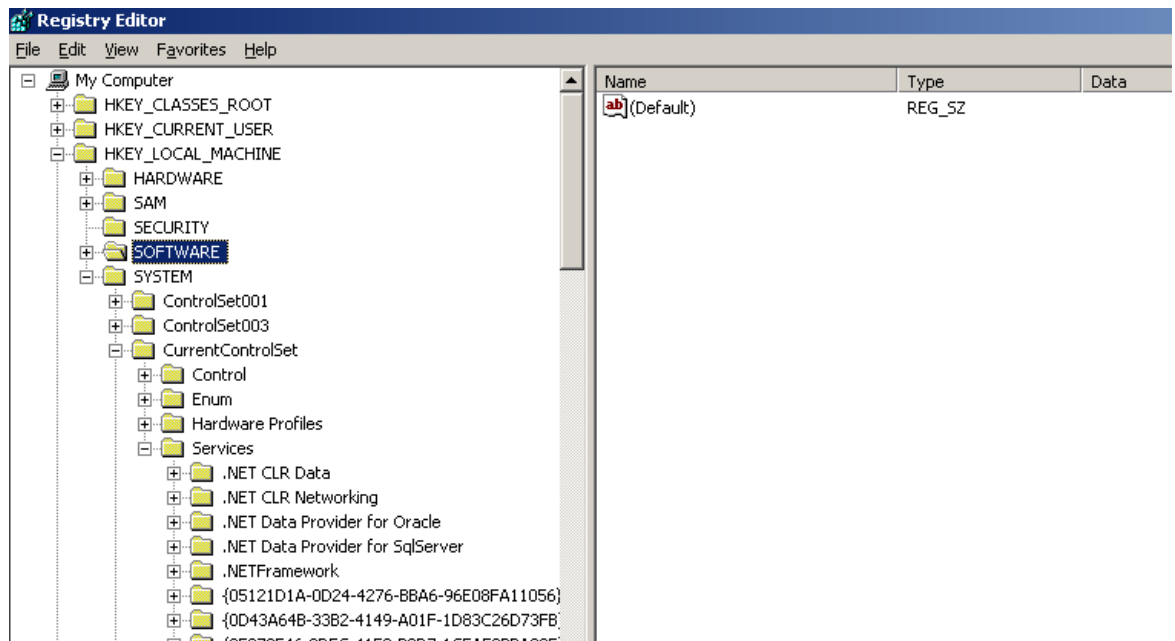 Registry Editor
File Edit View Favorites Help
My Computer
HKEY_CLASSES_ROOT
HKEY_CURRENT_USER
HKEY_LOCAL_MACHINE
HARDWARE
SAM
SECURITY
SOFTWARE
SYSTEM
ControlSet001
ControlSet003
CurrentControlSet
Control
Enum
Hardware Profiles
Services
.NET CLR Data
.NET CLR Networking
.NET Data Provider for Oracle
.NET Data Provider for SqlServer
.NETFramework
{05121D1A-0D24-4276-BBA6-96E08FA11056}
{0D43A64B-33B2-4149-A01F-1D83C26D73FB}
Name Type Data
(Default) REG_SZ